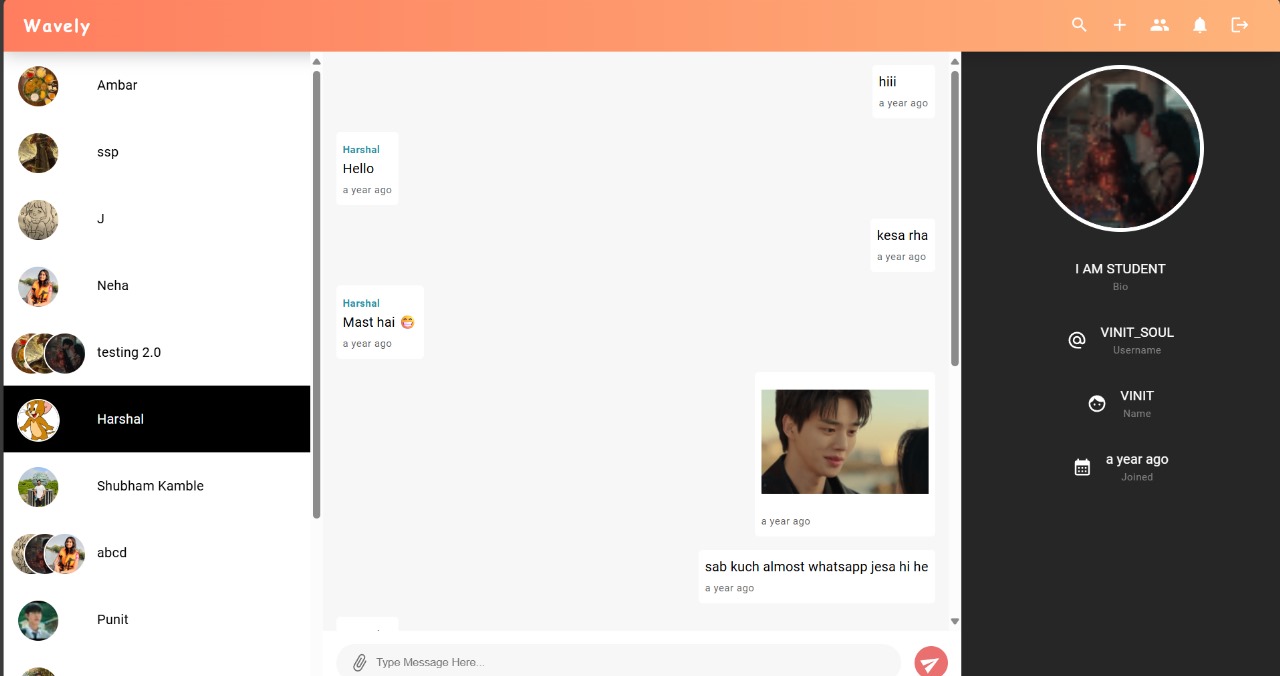 Wavely
Ambar
ssp
J
Neha
testing 2.0
Harshal
Shubham Kamble
abcd
Punit
hiii
a year ago
Harshal
Hello
a year ago
kesa rha
a year ago
Harshal
Mast hai 😁
a year ago
a year ago
sab kuch almost whatsapp jesa hi he
a year ago
Type Message Here...
I AM STUDENT
Bio
VINIT_SOUL
Username
VINIT
Name
a year ago
Joined